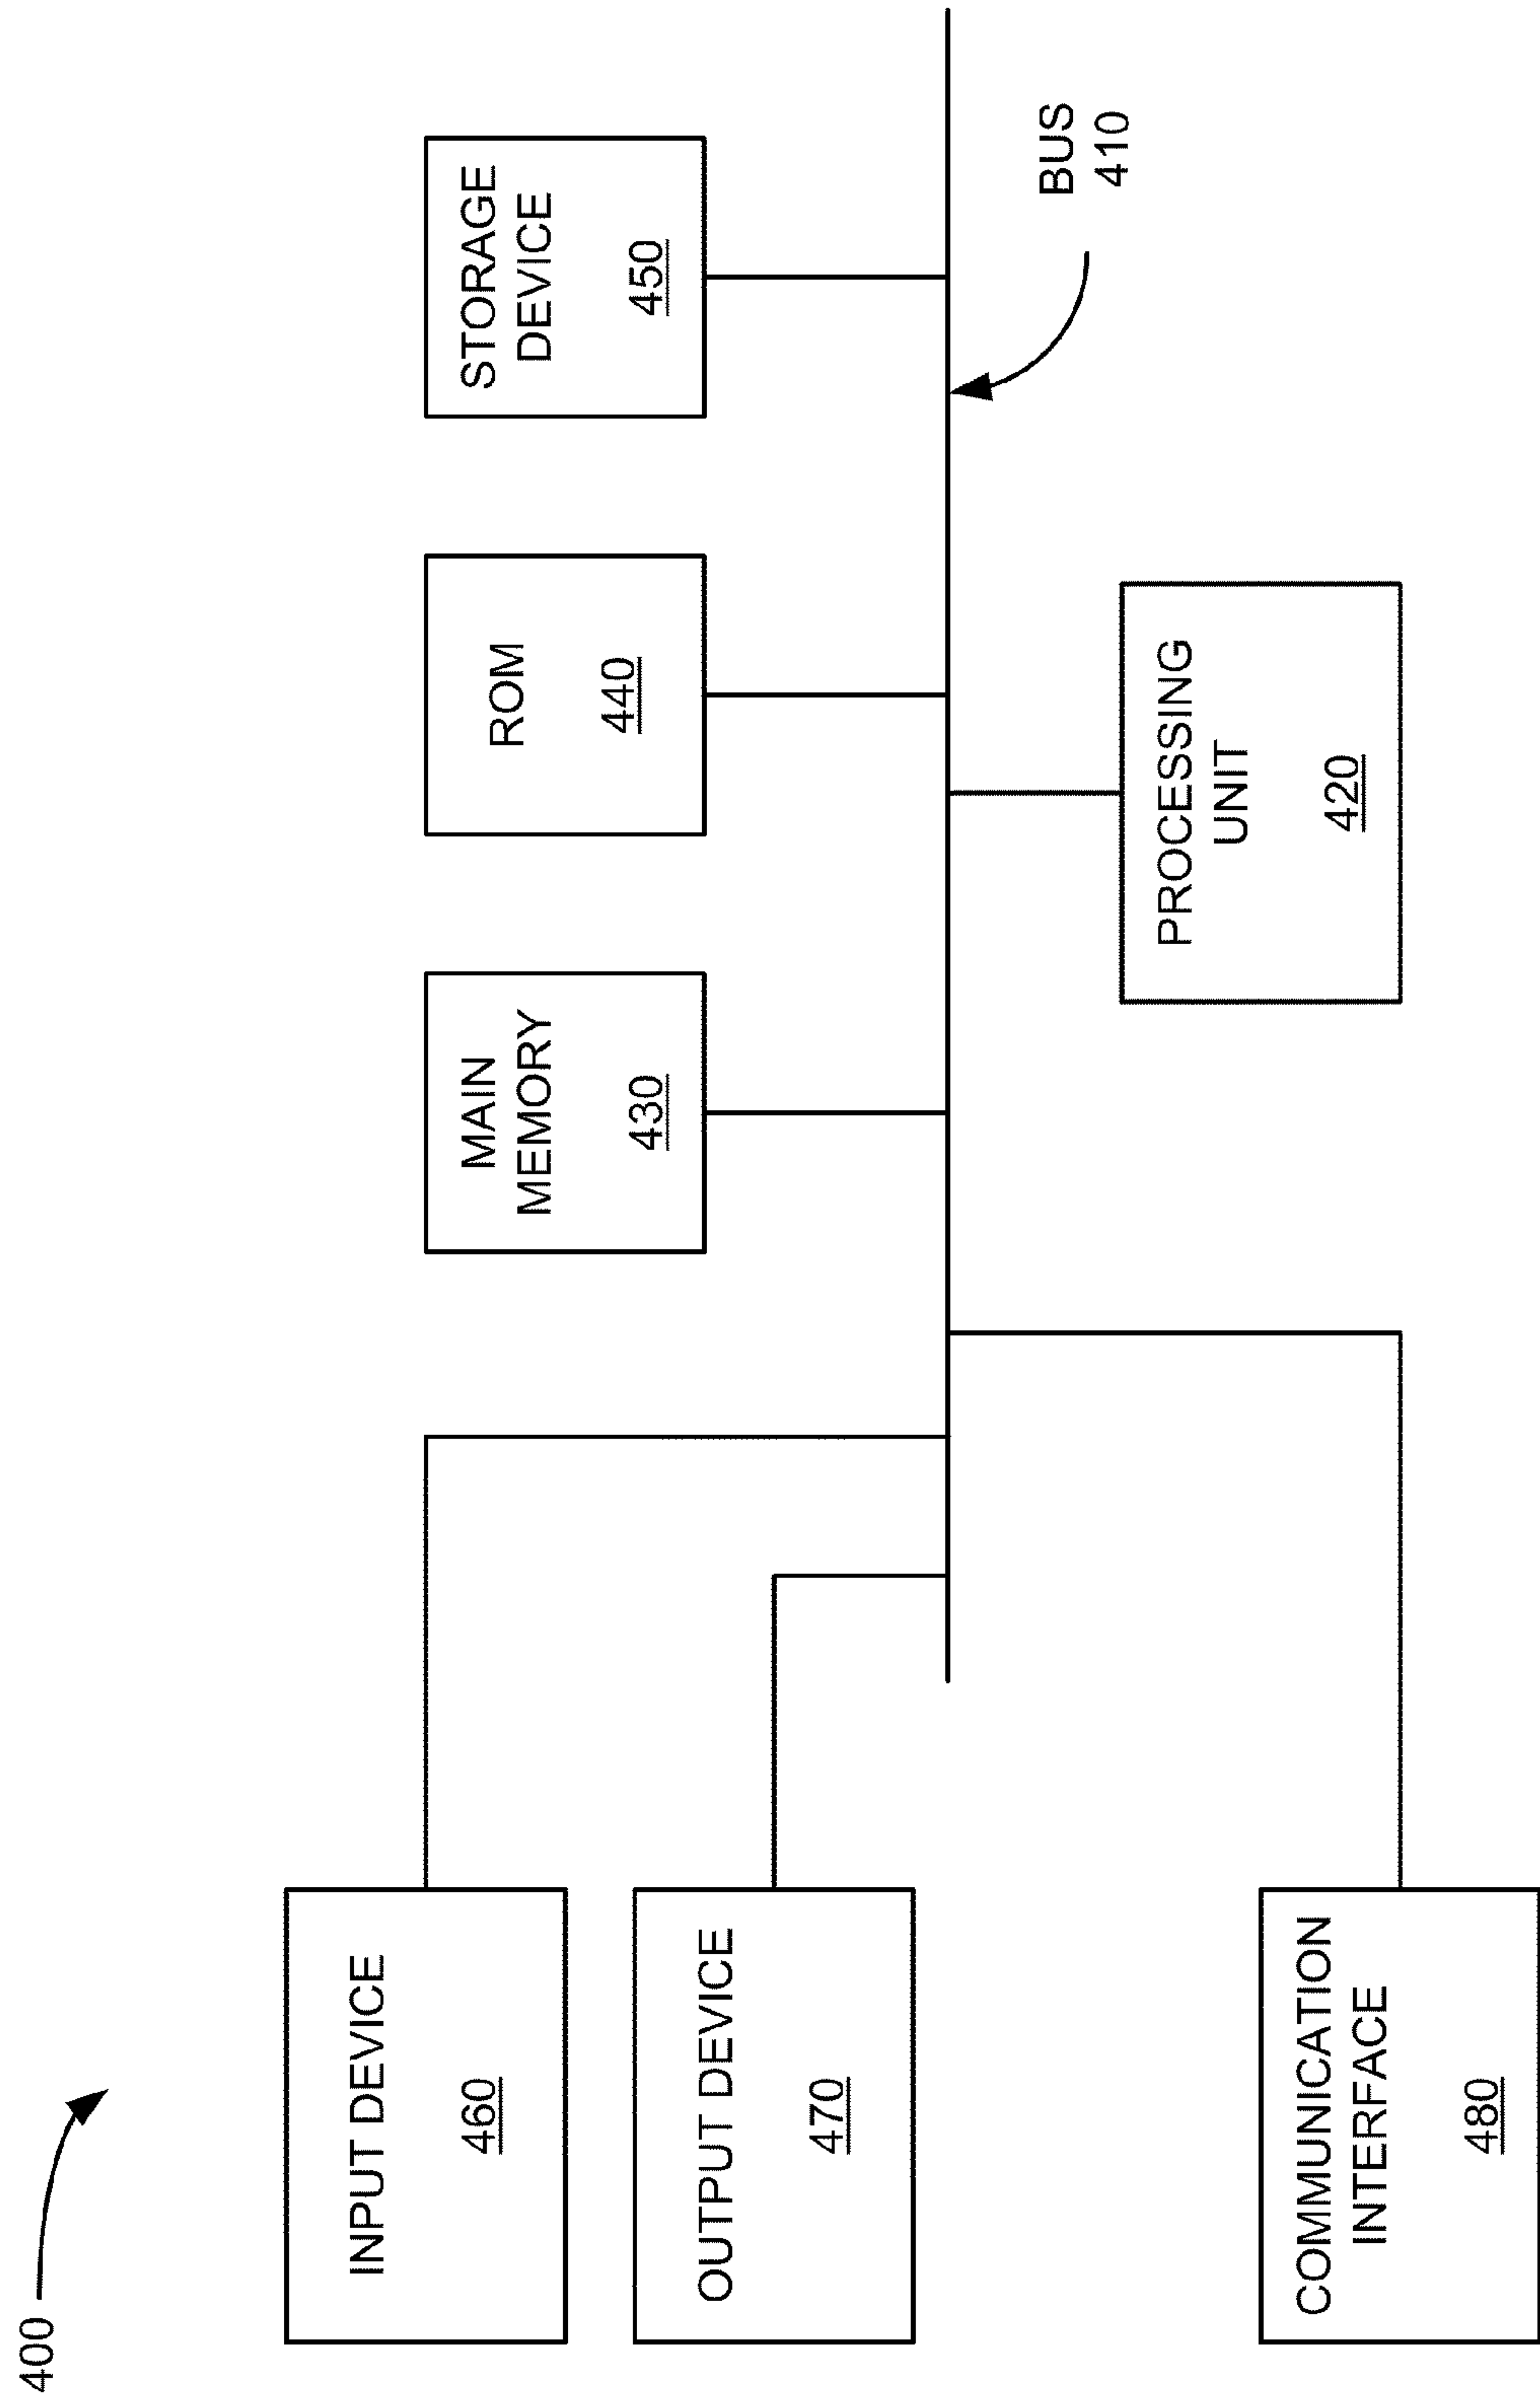 400
INPUT DEVICE
460
MAIN
MEMORY
430
ROM
440
STORAGE
DEVICE
450
OUTPUT DEVICE
470
BUS
410
COMMUNICATION
INTERFACE
480
PROCESSING
UNIT
420